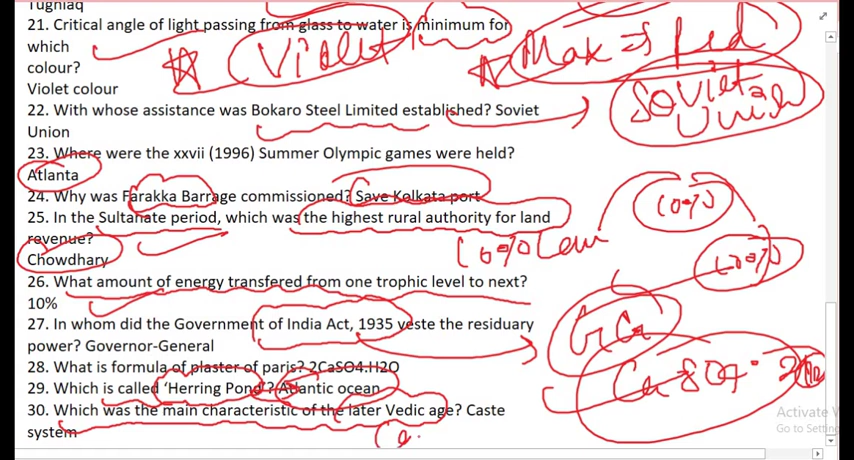 Tughlaq
21. Critical angle of light passing from glass to water is minimum for
which
colour?
Violet colour
Violet
Max => Red
22. With whose assistance was Bokaro Steel Limited established? Soviet
Union
Soviet
Union
23. Where were the xxvii (1996) Summer Olympic games were held?
Atlanta
24. Why was Farakka Barrage commissioned? Save Kolkata port
25. In the Sultanate period, which was the highest rural authority for land
revenue?
Chowdhary
10% Law
10%
10%
26. What amount of energy transfered from one trophic level to next?
10%
27. In whom did the Government of India Act, 1935 veste the residuary
power? Governor-General
28. What is formula of plaster of paris? 2CaSO4.H2O
29. Which is called ‘Herring Pond’? Atlantic ocean
30. Which was the main characteristic of the later Vedic age? Caste
system
Activate
Go to Setting